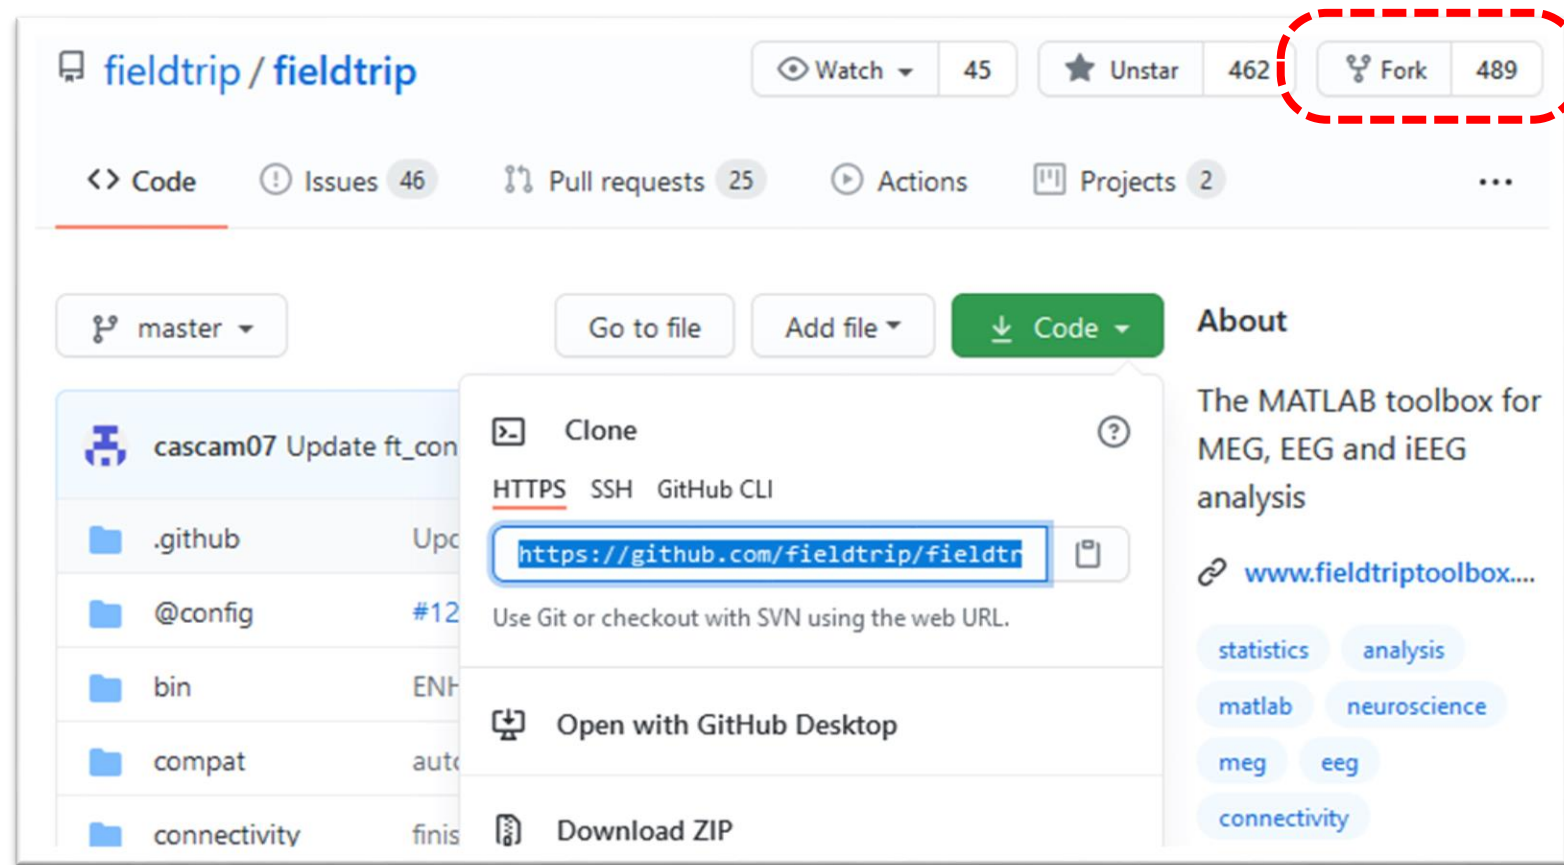 fieldtrip / fieldtrip
Watch 45
Unstar 462
Fork 489
<> Code
Issues 46
Pull requests 25
Actions
Projects 2
...
master
Go to file
Add file
Code
About
The MATLAB toolbox for
MEG, EEG and iEEG
analysis
www.fieldtriptoolbox....
statistics analysis
matlab neuroscience
meg eeg
connectivity
cascam07 Update ft_con
.github Upd
@config #12
bin ENH
compat auto
connectivity finis
Clone
HTTPS SSH GitHub CLI
https://github.com/fieldtrip/fieldtr
Use Git or checkout with SVN using the web URL.
Open with GitHub Desktop
Download ZIP